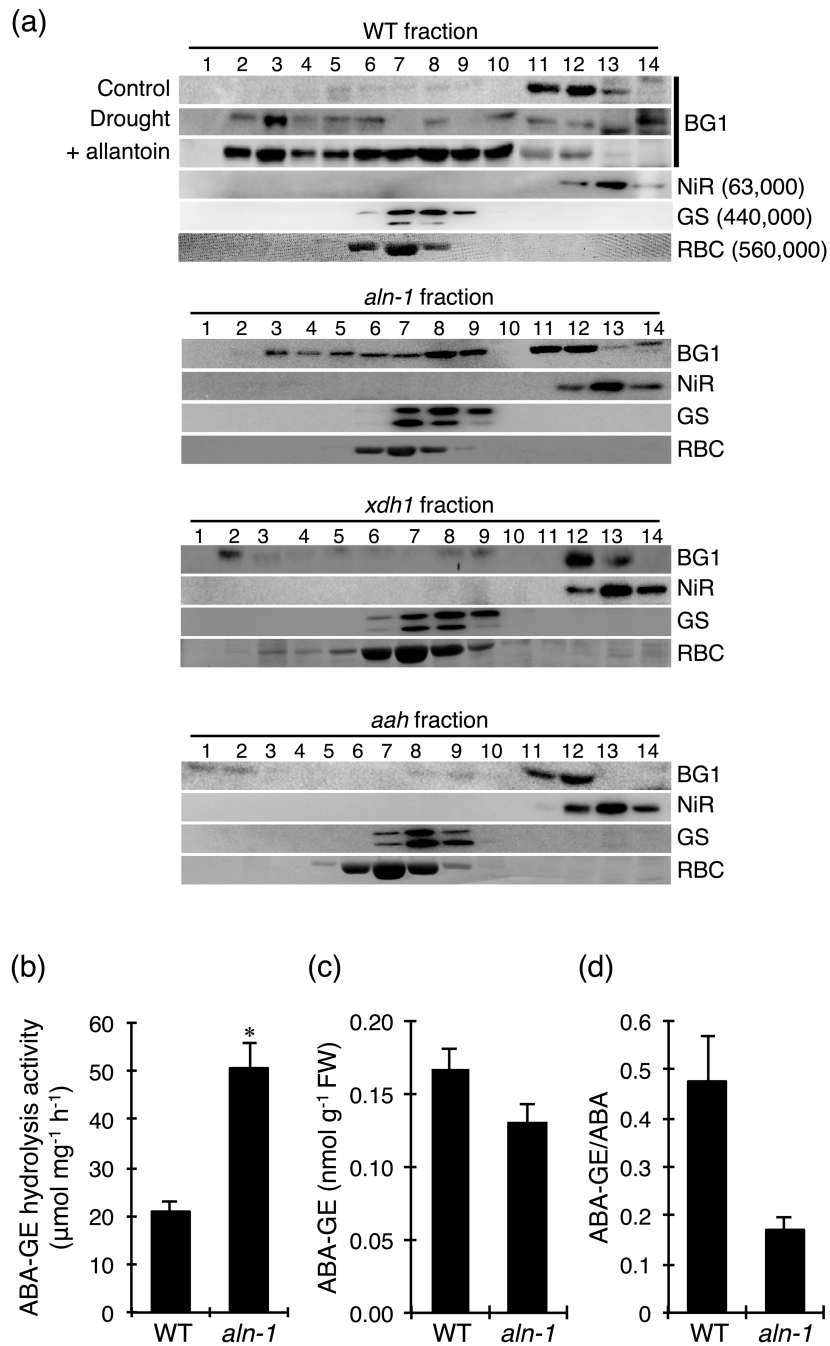 (a)
WT fraction
1 2 3 4 5 6 7 8 9 10 11 12 13 14
Control
Drought
+ allantoin
BG1
NiR (63,000)
GS (440,000)
RBC (560,000)
aln-1 fraction
1 2 3 4 5 6 7 8 9 10 11 12 13 14
BG1
NiR
GS
RBC
xdh1 fraction
1 2 3 4 5 6 7 8 9 10 11 12 13 14
BG1
NiR
GS
RBC
aah fraction
1 2 3 4 5 6 7 8 9 10 11 12 13 14
BG1
NiR
GS
RBC
(b)
ABA-GE hydrolysis activity
(µmol mg⁻¹ h⁻¹)
60
50
40
30
20
10
0
*
WT aln-1
(c)
ABA-GE (nmol g⁻¹ FW)
0.20
0.15
0.10
0.05
0.00
WT aln-1
(d)
ABA-GE/ABA
0.6
0.5
0.4
0.3
0.2
0.1
0
WT aln-1